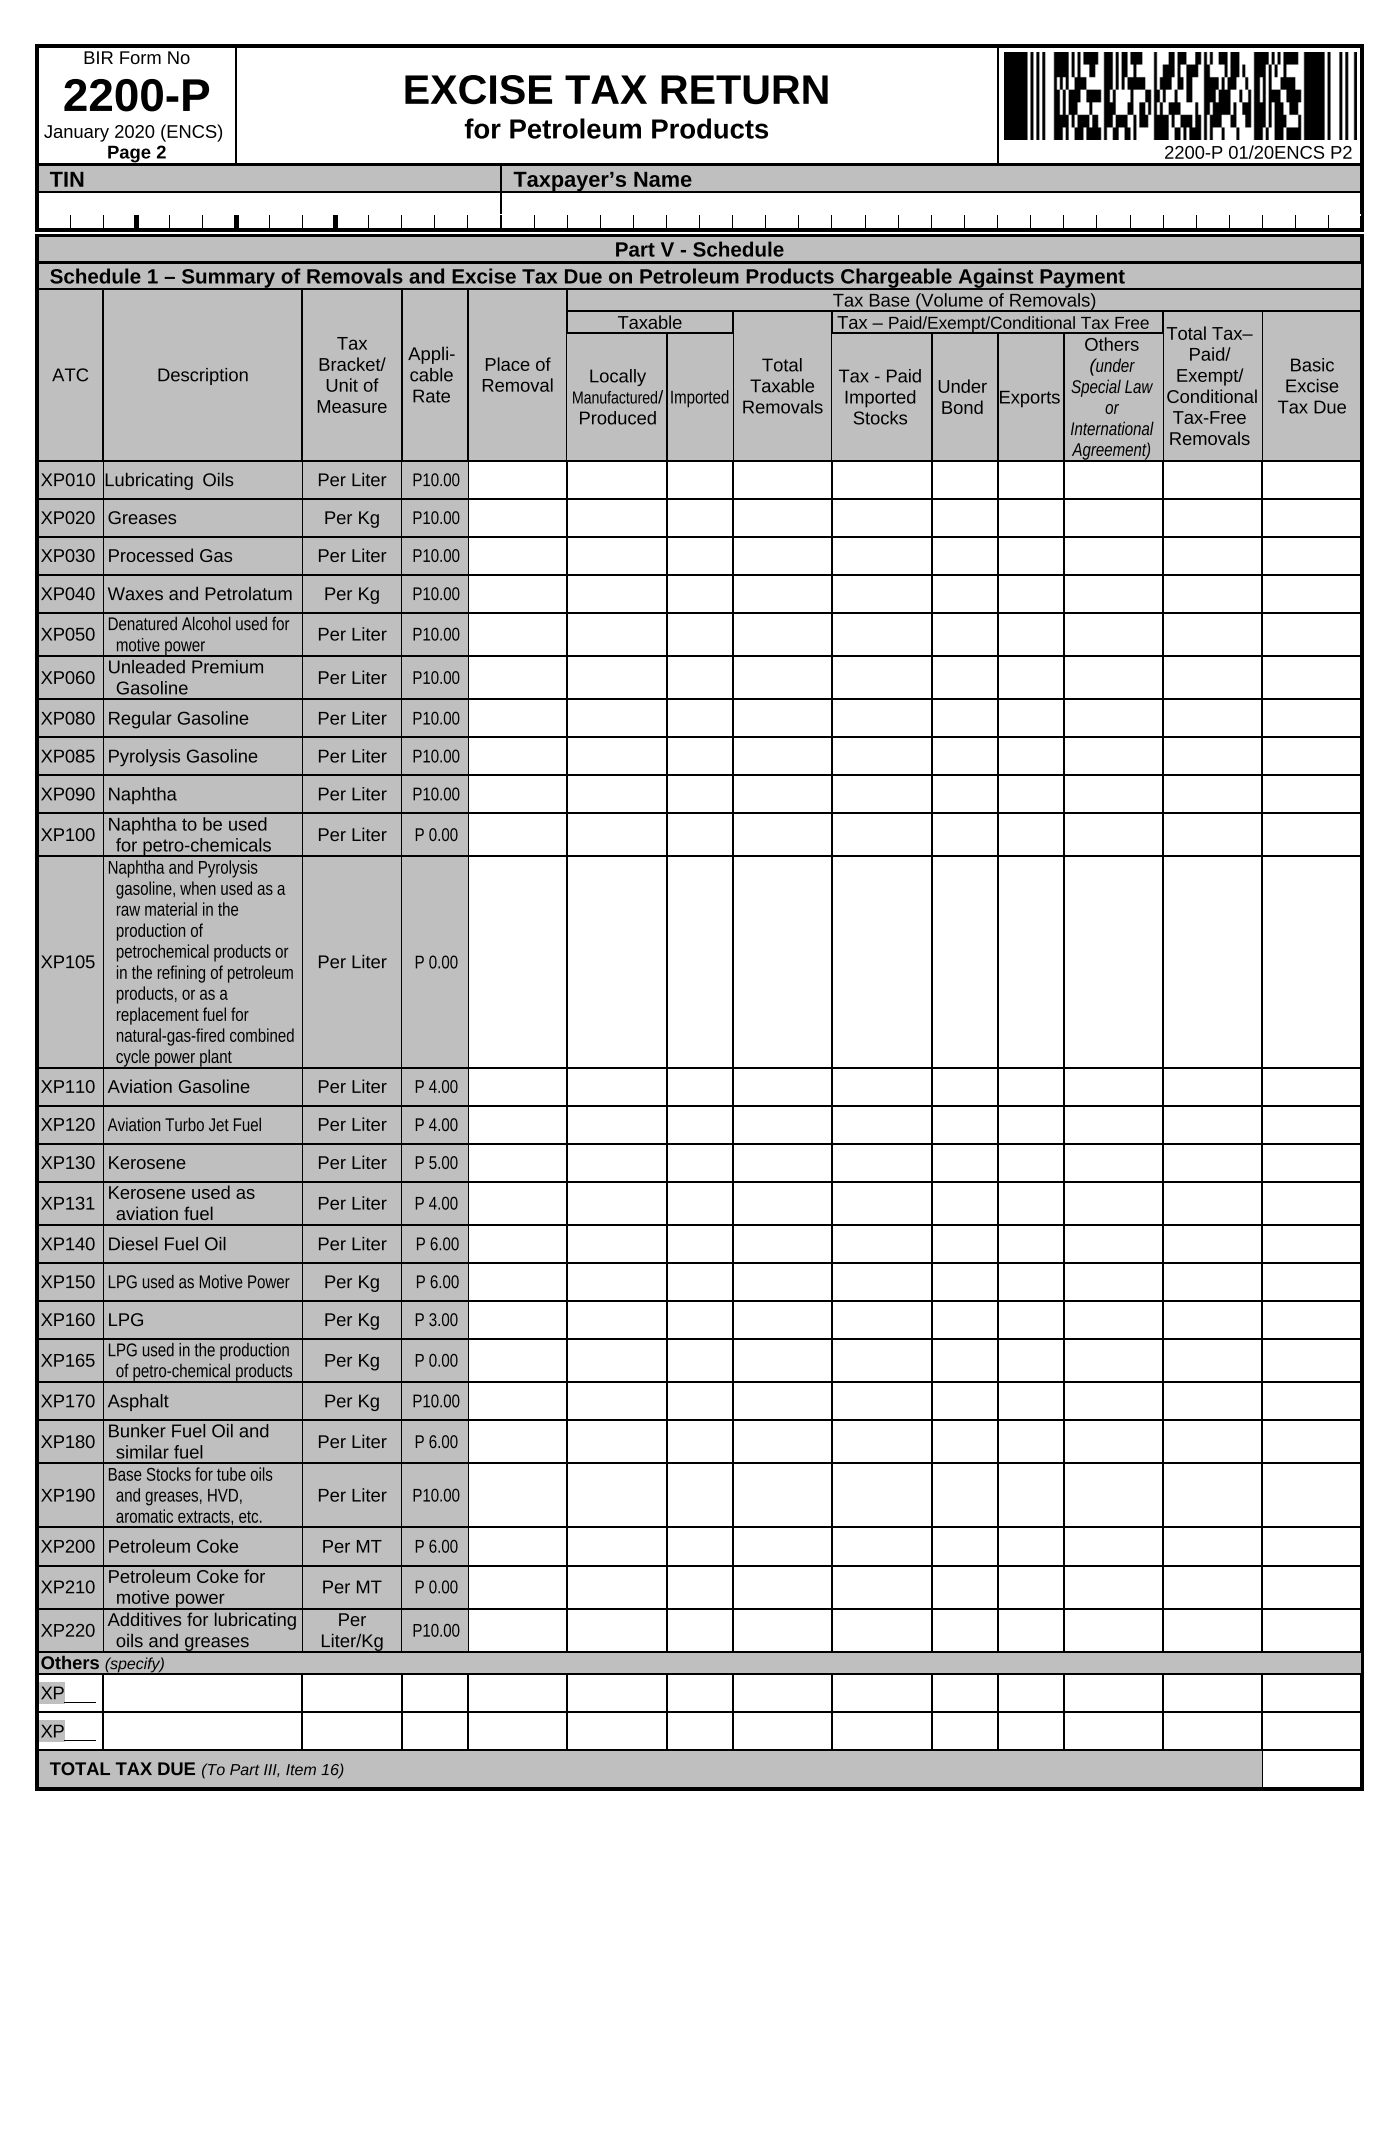 BIR Form No
2200-P
January 2020 (ENCS)
Page 2
EXCISE TAX RETURN
for Petroleum Products
2200-P 01/20ENCS P2
TIN
Taxpayer’s Name
Part V - Schedule
Schedule 1 – Summary of Removals and Excise Tax Due on Petroleum Products Chargeable Against Payment
ATC
Description
Tax
Bracket/
Unit of
Measure
Appli-
cable
Rate
Place of
Removal
Tax Base (Volume of Removals)
Taxable
Locally
Manufactured/
Produced
Imported
Total
Taxable
Removals
Tax – Paid/Exempt/Conditional Tax Free
Tax - Paid
Imported
Stocks
Under
Bond
Exports
Others
(under
Special Law
or
International
Agreement)
Total Tax–
Paid/
Exempt/
Conditional
Tax-Free
Removals
Basic
Excise
Tax Due
XP010 Lubricating Oils Per Liter P10.00
XP020 Greases Per Kg P10.00
XP030 Processed Gas Per Liter P10.00
XP040 Waxes and Petrolatum Per Kg P10.00
XP050 Denatured Alcohol used for
motive power Per Liter P10.00
XP060 Unleaded Premium
Gasoline Per Liter P10.00
XP080 Regular Gasoline Per Liter P10.00
XP085 Pyrolysis Gasoline Per Liter P10.00
XP090 Naphtha Per Liter P10.00
XP100 Naphtha to be used
for petro-chemicals Per Liter P 0.00
XP105 Naphtha and Pyrolysis
gasoline, when used as a
raw material in the
production of
petrochemical products or
in the refining of petroleum
products, or as a
replacement fuel for
natural-gas-fired combined
cycle power plant Per Liter P 0.00
XP110 Aviation Gasoline Per Liter P 4.00
XP120 Aviation Turbo Jet Fuel Per Liter P 4.00
XP130 Kerosene Per Liter P 5.00
XP131 Kerosene used as
aviation fuel Per Liter P 4.00
XP140 Diesel Fuel Oil Per Liter P 6.00
XP150 LPG used as Motive Power Per Kg P 6.00
XP160 LPG Per Kg P 3.00
XP165 LPG used in the production
of petro-chemical products Per Kg P 0.00
XP170 Asphalt Per Kg P10.00
XP180 Bunker Fuel Oil and
similar fuel Per Liter P 6.00
XP190 Base Stocks for tube oils
and greases, HVD,
aromatic extracts, etc. Per Liter P10.00
XP200 Petroleum Coke Per MT P 6.00
XP210 Petroleum Coke for
motive power Per MT P 0.00
XP220 Additives for lubricating
oils and greases Per
Liter/Kg P10.00
Others (specify)
XP___
XP___
TOTAL TAX DUE (To Part III, Item 16)